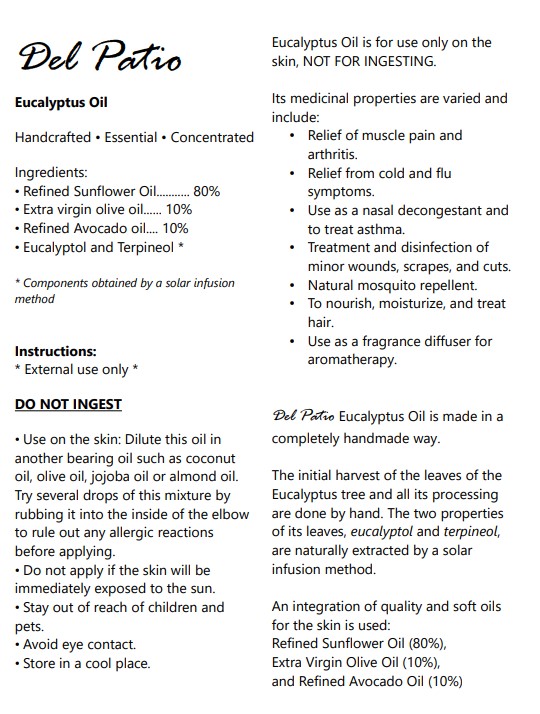 Del Patio
Eucalyptus Oil
Handcrafted • Essential • Concentrated
Ingredients:
• Refined Sunflower Oil........... 80%
• Extra virgin olive oil...... 10%
• Refined Avocado oil.... 10%
• Eucalyptol and Terpineol *
* Components obtained by a solar infusion
method
Instructions:
* External use only *
DO NOT INGEST
• Use on the skin: Dilute this oil in
another bearing oil such as coconut
oil, olive oil, jojoba oil or almond oil.
Try several drops of this mixture by
rubbing it into the inside of the elbow
to rule out any allergic reactions
before applying.
• Do not apply if the skin will be
immediately exposed to the sun.
• Stay out of reach of children and
pets.
• Avoid eye contact.
• Store in a cool place.
Eucalyptus Oil is for use only on the
skin, NOT FOR INGESTING.
Its medicinal properties are varied and
include:
• Relief of muscle pain and
arthritis.
• Relief from cold and flu
symptoms.
• Use as a nasal decongestant and
to treat asthma.
• Treatment and disinfection of
minor wounds, scrapes, and cuts.
• Natural mosquito repellent.
• To nourish, moisturize, and treat
hair.
• Use as a fragrance diffuser for
aromatherapy.
Del Patio Eucalyptus Oil is made in a
completely handmade way.
The initial harvest of the leaves of the
Eucalyptus tree and all its processing
are done by hand. The two properties
of its leaves, eucalyptol and terpineol,
are naturally extracted by a solar
infusion method.
An integration of quality and soft oils
for the skin is used:
Refined Sunflower Oil (80%),
Extra Virgin Olive Oil (10%),
and Refined Avocado Oil (10%)